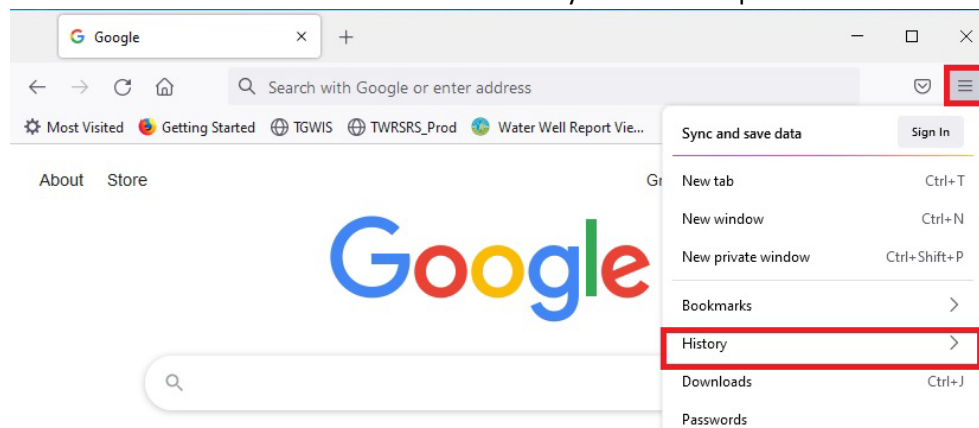 Google
Search with Google or enter address
Most Visited Getting Started TGWIS TWRSRS_Prod Water Well Report Vie...
Sync and save data Sign In
About Store
New tab Ctrl+T
New window Ctrl+N
Google
New private window Ctrl+Shift+P
Bookmarks
History
Downloads Ctrl+J
Passwords